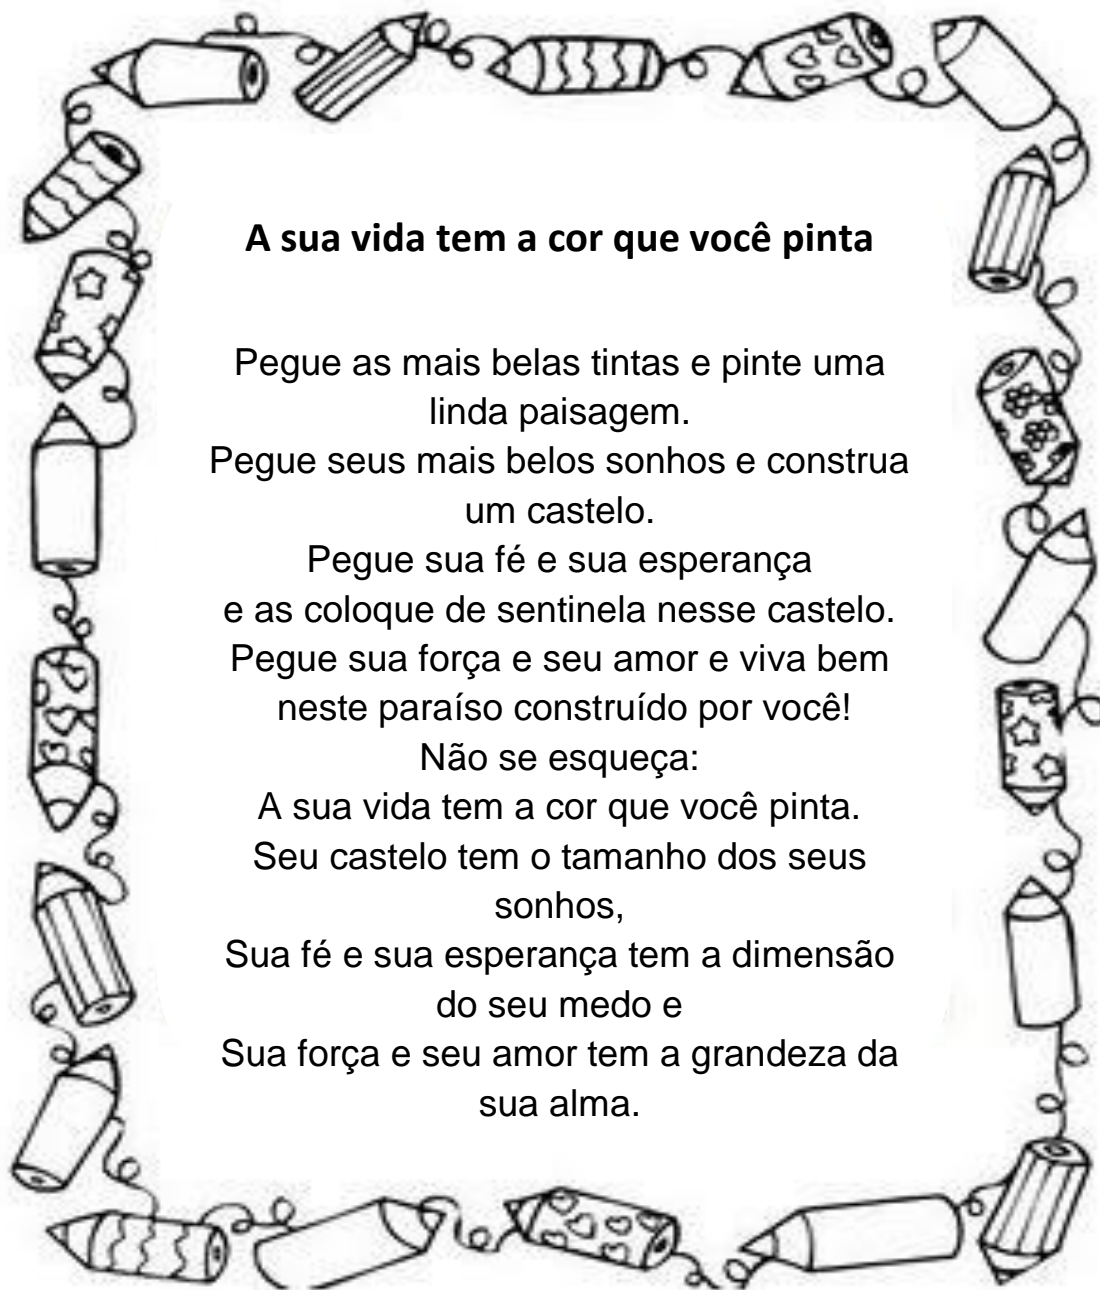 A sua vida tem a cor que você pinta
Pegue as mais belas tintas e pinte uma
linda paisagem.
Pegue seus mais belos sonhos e construa
um castelo.
Pegue sua fé e sua esperança
e as coloque de sentinela nesse castelo.
Pegue sua força e seu amor e viva bem
neste paraíso construído por você!
Não se esqueça:
A sua vida tem a cor que você pinta.
Seu castelo tem o tamanho dos seus
sonhos,
Sua fé e sua esperança tem a dimensão
do seu medo e
Sua força e seu amor tem a grandeza da
sua alma.